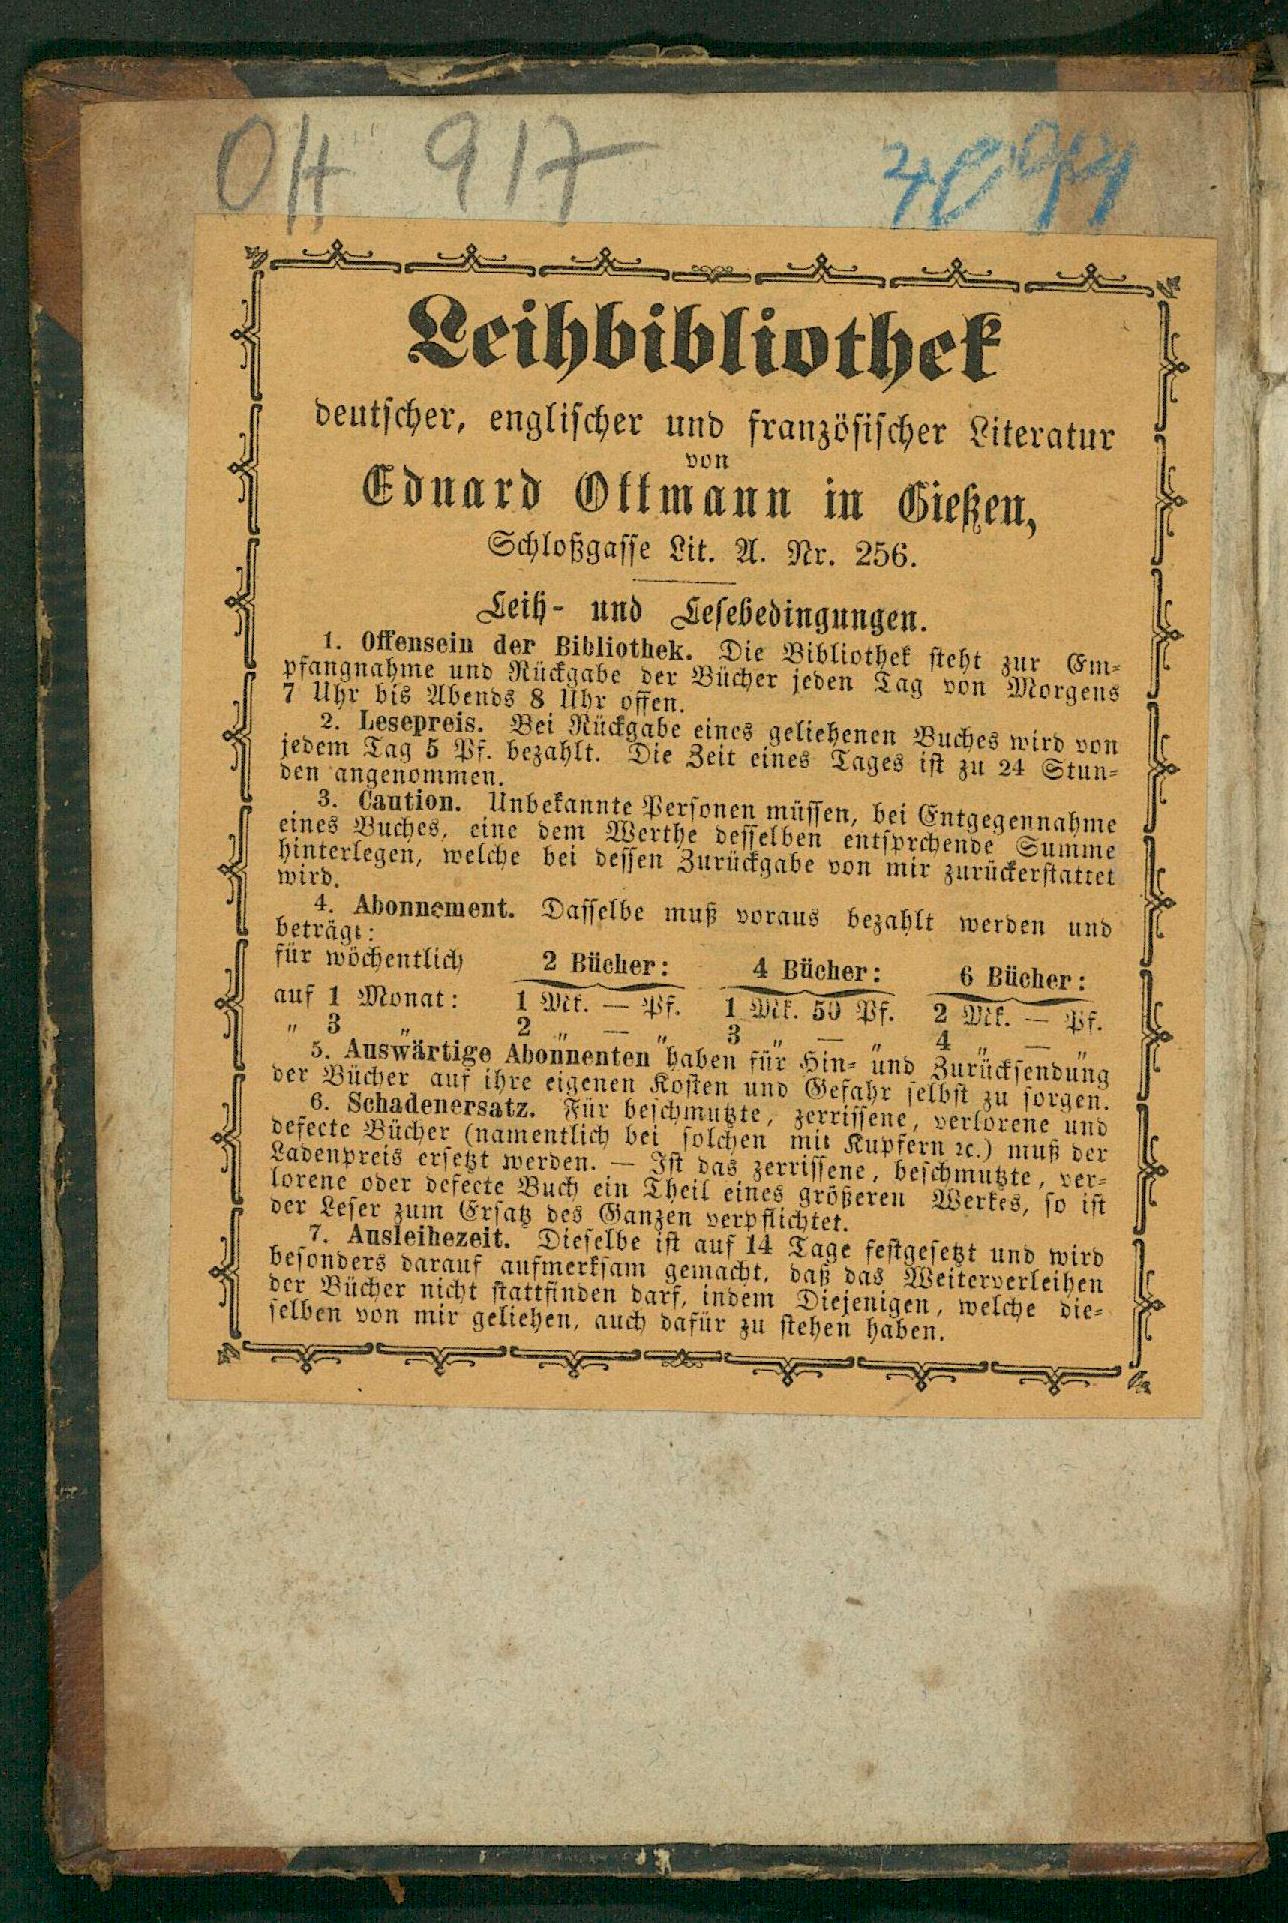 OH 917
4094
Leihbibliothek
deutscher, englischer und französischer Literatur
von
Eduard Ottmann in Gießen,
Schloßgasse Lit. A. Nr. 256.
Leih- und Lesebedingungen.
1. Offensein der Bibliothek. Die Bibliothek steht zur Em-
pfangnahme und Rückgabe der Bücher jeden Tag von Morgens
7 Uhr bis Abends 8 Uhr offen.
2. Lesepreis. Bei Rückgabe eines geliehenen Buches wird von
jedem Tag 5 Pf. bezahlt. Die Zeit eines Tages ist zu 24 Stun-
den angenommen.
3. Caution. Unbekannte Personen müssen, bei Entgegennahme
eines Buches, eine dem Werthe desselben entsprchende Summe
hinterlegen, welche bei dessen Zurückgabe von mir zurückerstattet
wird.
4. Abonnement. Dasselbe muß voraus bezahlt werden und
beträgt:
für wöchentlich 2 Bücher: 4 Bücher: 6 Bücher:
auf 1 Monat: 1 Mk. — Pf. 1 Mk. 50 Pf. 2 Mk. — Pf.
" 3 " 2 " — " 3 " — " 4 " — "
5. Auswärtige Abonnenten haben für Hin- und Zurücksendung
der Bücher auf ihre eigenen Kosten und Gefahr selbst zu sorgen.
6. Schadenersatz. Für beschmutzte, zerrissene, verlorene und
defecte Bücher (namentlich bei solchen mit Kupfern ꝛc.) muß der
Ladenpreis ersetzt werden. — Ist das zerrissene, beschmutzte, ver-
lorene oder defecte Buch ein Theil eines größeren Werkes, so ist
der Leser zum Ersatz des Ganzen verpflichtet.
7. Ausleihezeit. Dieselbe ist auf 14 Tage festgesetzt und wird
besonders darauf aufmerksam gemacht, daß das Weiterverleihen
der Bücher nicht stattfinden darf, indem Diejenigen, welche die-
selben von mir geliehen, auch dafür zu stehen haben.